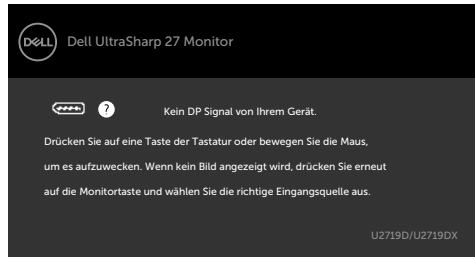 DELL
Dell UltraSharp 27 Monitor
?
Kein DP Signal von Ihrem Gerät.
Drücken Sie auf eine Taste der Tastatur oder bewegen Sie die Maus,
um es aufzuwecken. Wenn kein Bild angezeigt wird, drücken Sie erneut
auf die Monitortaste und wählen Sie die richtige Eingangsquelle aus.
U2719D/U2719DX